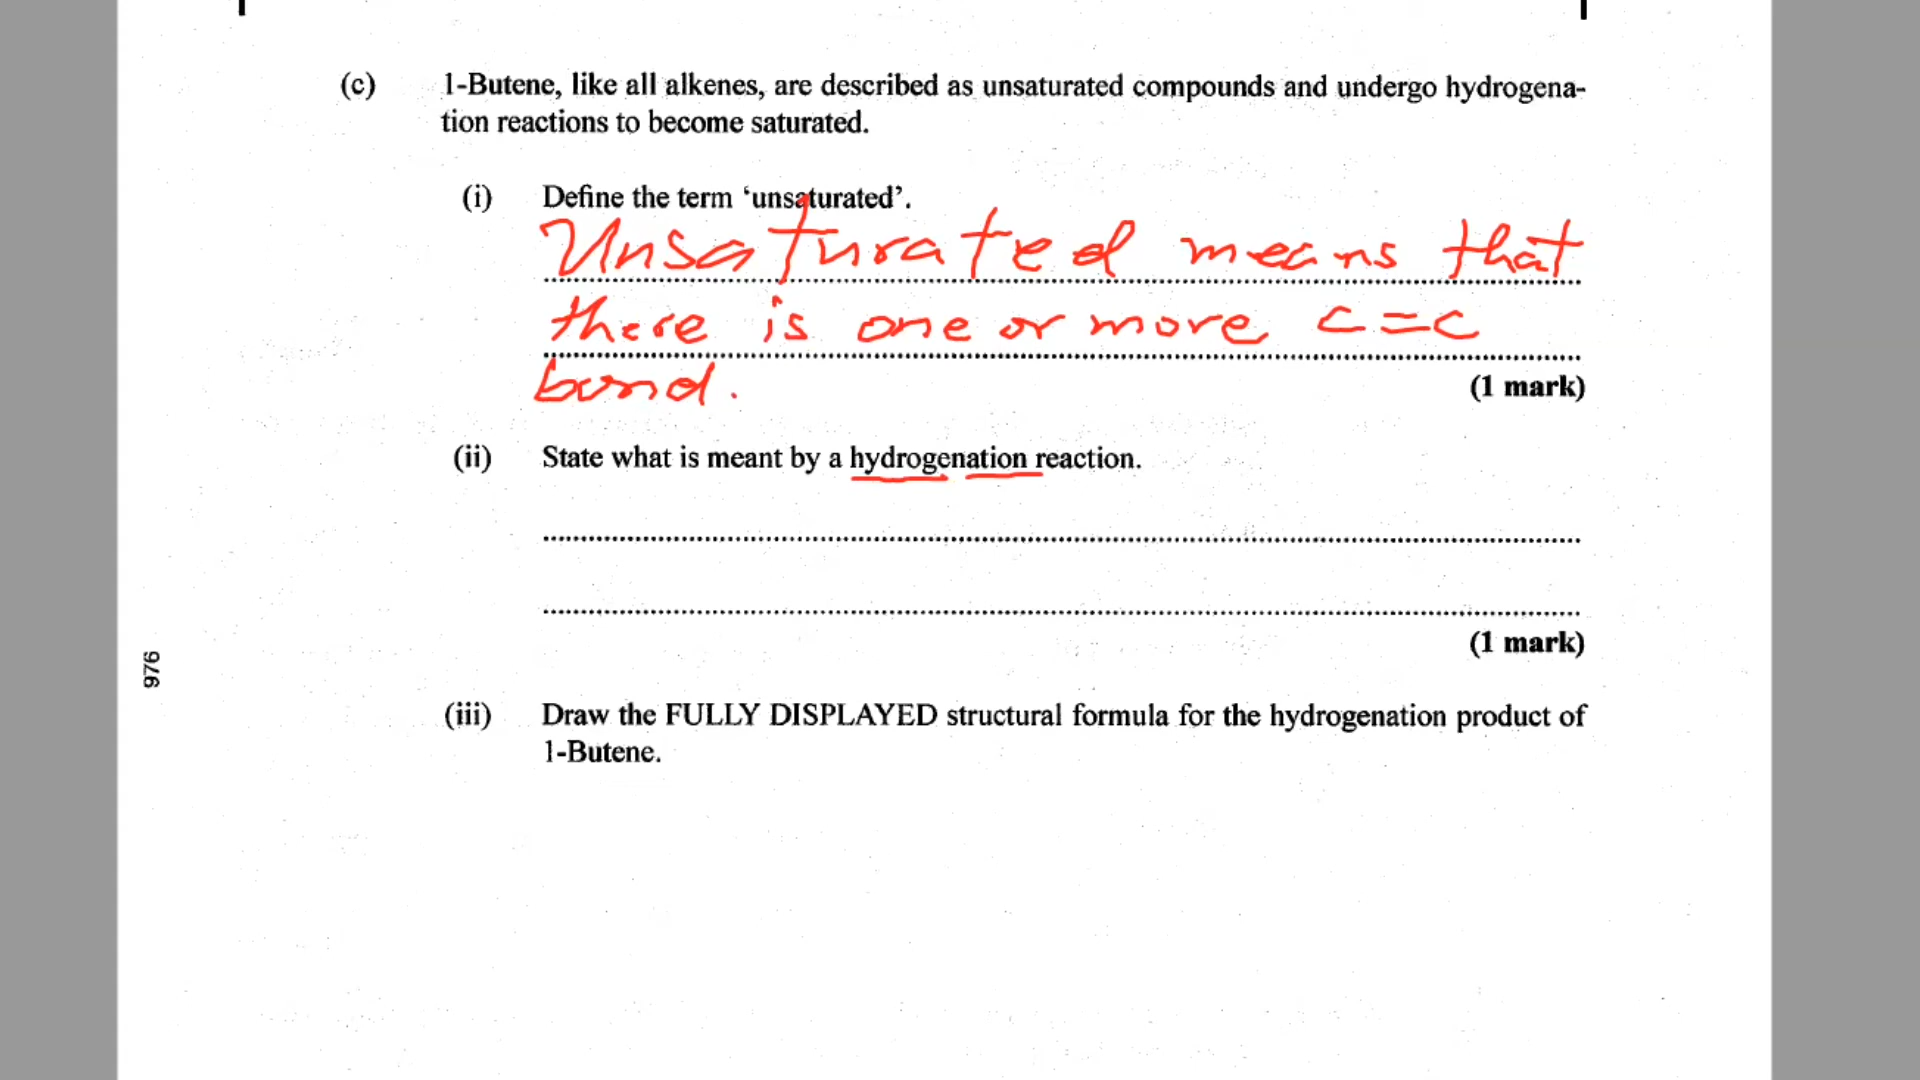 (c) 1-Butene, like all alkenes, are described as unsaturated compounds and undergo hydrogena-
tion reactions to become saturated.
(i) Define the term ‘unsaturated’.
Unsaturated means that
there is one or more C=C
bond.
(1 mark)
(ii) State what is meant by a hydrogenation reaction.
(1 mark)
976
(iii) Draw the FULLY DISPLAYED structural formula for the hydrogenation product of
1-Butene.